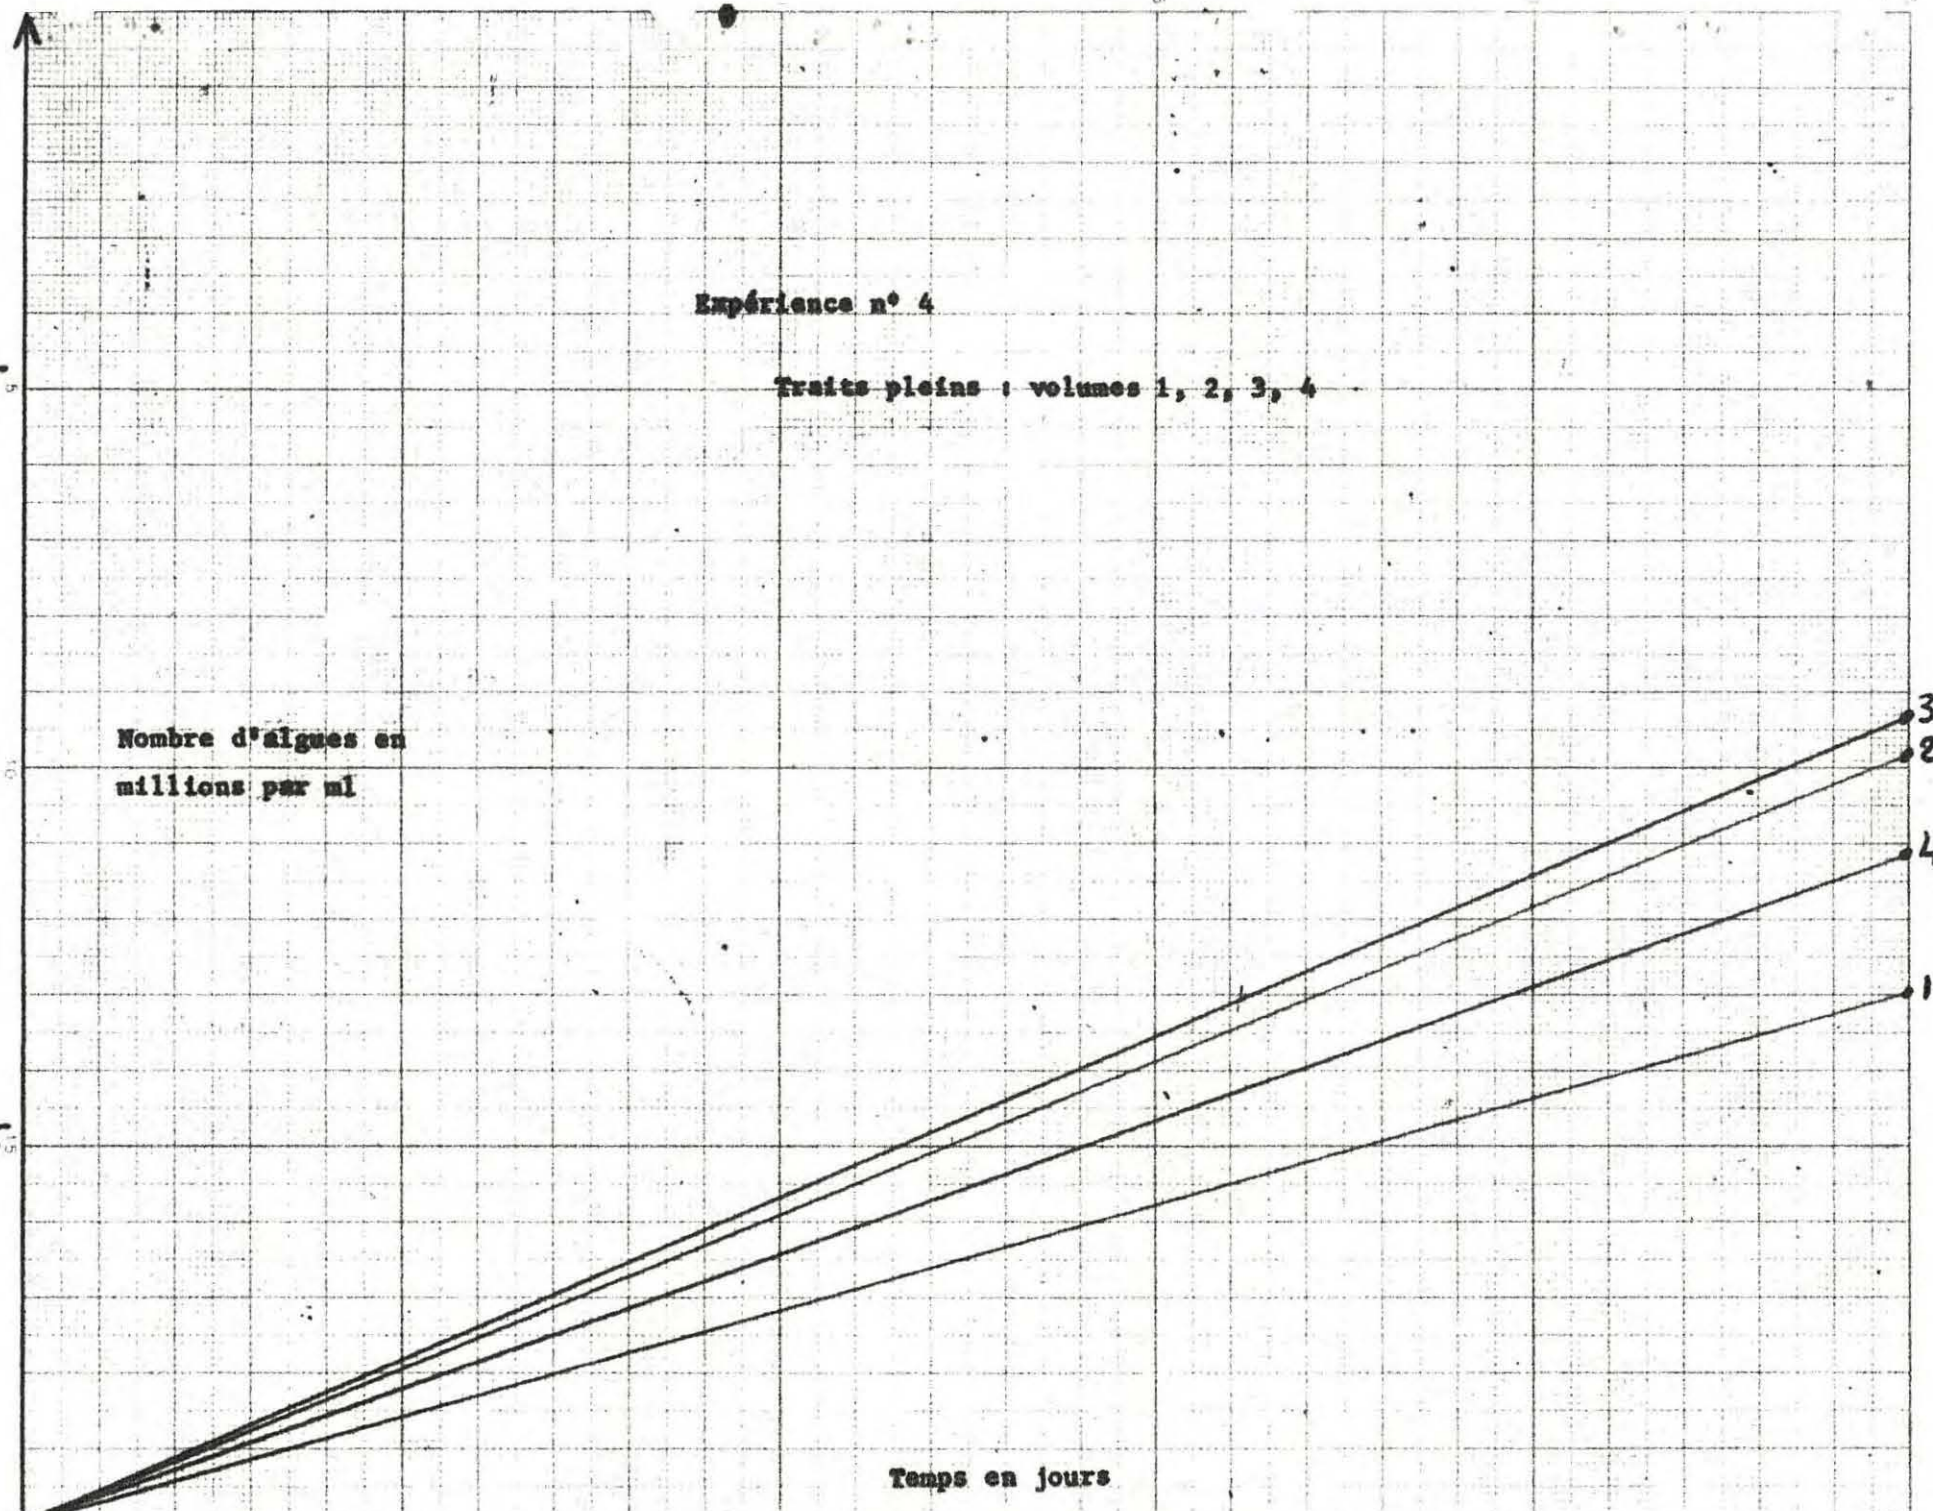 Expérience n° 4
Traits pleins : volumes 1, 2, 3, 4
Nombre d'algues en
millions par ml
3
2
4
1
Temps en jours